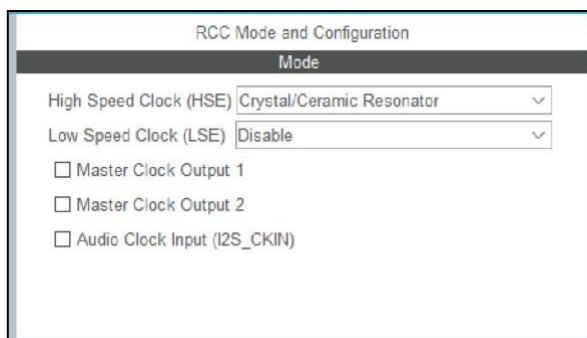 RCC Mode and Configuration
Mode
High Speed Clock (HSE) Crystal/Ceramic Resonator
Low Speed Clock (LSE) Disable
Master Clock Output 1
Master Clock Output 2
Audio Clock Input (I2S_CKIN)